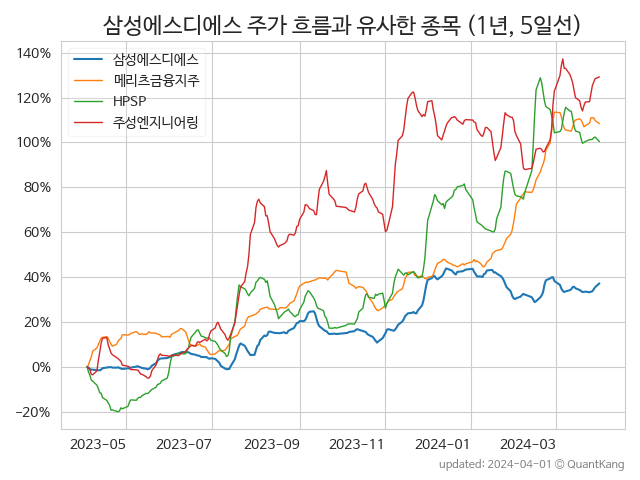 삼성에스디에스 주가 흐름과 유사한 종목 (1년, 5일선)
삼성에스디에스
메리츠금융지주
HPSP
주성엔지니어링
140%
120%
100%
80%
60%
40%
20%
0%
−20%
2023-05 2023-07 2023-09 2023-11 2024-01 2024-03
updated: 2024-04-01 © QuantKang